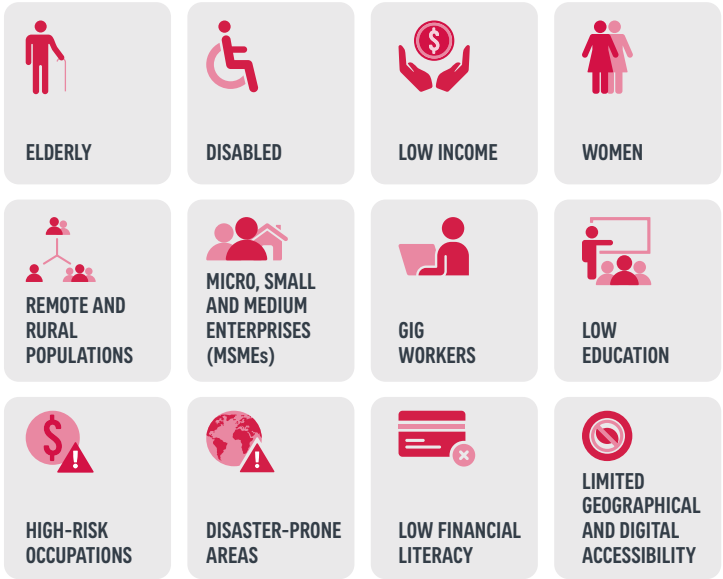 ELDERLY
DISABLED
LOW INCOME
WOMEN
REMOTE AND
RURAL
POPULATIONS
MICRO, SMALL
AND MEDIUM
ENTERPRISES
(MSMEs)
GIG
WORKERS
LOW
EDUCATION
HIGH-RISK
OCCUPATIONS
DISASTER-PRONE
AREAS
LOW FINANCIAL
LITERACY
LIMITED
GEOGRAPHICAL
AND DIGITAL
ACCESSIBILITY